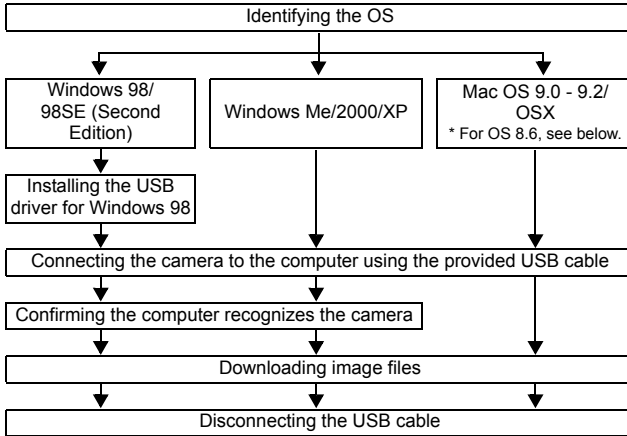 Identifying the OS
Windows 98/
98SE (Second
Edition)
Windows Me/2000/XP
Mac OS 9.0 - 9.2/
OSX
* For OS 8.6, see below.
Installing the USB
driver for Windows 98
Connecting the camera to the computer using the provided USB cable
Confirming the computer recognizes the camera
Downloading image files
Disconnecting the USB cable